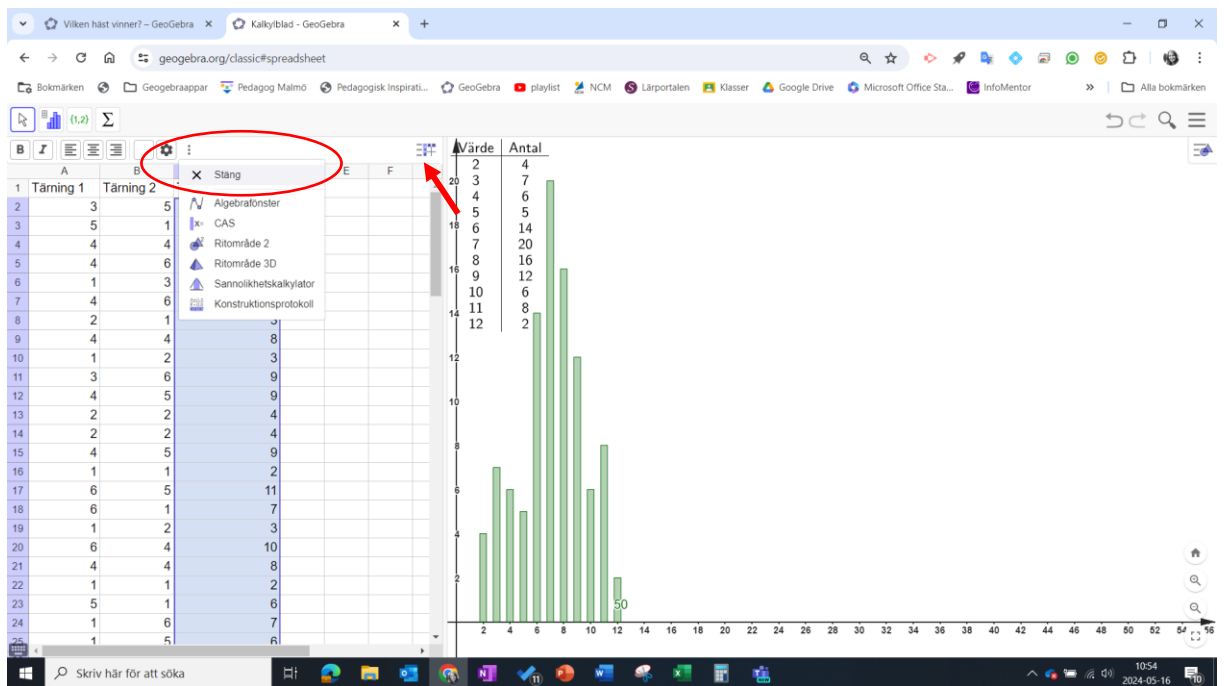 Vilken häst vinner? – GeoGebra
Kalkylblad - GeoGebra
geogebra.org/classic#spreadsheet
Bokmärken Geogebraappar Pedagog Malmö Pedagogisk Inspirati... GeoGebra playlist NCM Lärportalen Klasser Google Drive Microsoft Office Sta... InfoMentor » Alla bokmärken
{1,2} Σ
B I
A B E F
1 Tärning 1 Tärning 2
2 3 5
3 5 1
4 4 4
5 4 6
6 1 3
7 4 6
8 2 1 3
9 4 4 8
10 1 2 3
11 3 6 9
12 4 5 9
13 2 2 4
14 2 2 4
15 4 5 9
16 1 1 2
17 6 5 11
18 6 1 7
19 1 2 3
20 6 4 10
21 4 4 8
22 1 1 2
23 5 1 6
24 1 6 7
25 1 5 6
Stäng
Algebrafönster
x= CAS
Ritområde 2
Ritområde 3D
Sannolikhetskalkylator
Konstruktionsprotokoll
Värde Antal
2 4
3 7
4 6
5 5
6 14
7 20
8 16
9 12
10 6
11 8
12 2
20
18
16
14
12
10
8
6
4
2
50
2 4 6 8 10 12 14 16 18 20 22 24 26 28 30 32 34 36 38 40 42 44 46 48 50 52 54 56
Skriv här för att söka
11
10:54
2024-05-16
10